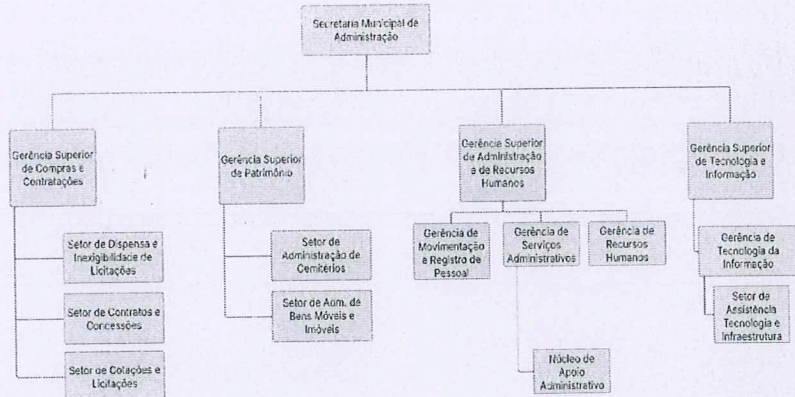 Secretaria Municipal de
Administração
Gerência Superior
de Compras e
Contratações
Gerência Superior
de Patrimônio
Gerência Superior
de Administração
e de Recursos
Humanos
Gerência Superior
de Tecnologia e
Informação
Setor de Dispensa e
Inexigibilidade de
Licitações
Setor de Contratos e
Concessões
Setor de Cotações e
Licitações
Setor de
Administração de
Cemitérios
Setor de Adm. de
Bens Móveis e
Imóveis
Gerência de
Movimentação
e Registro de
Pessoal
Gerência de
Serviços
Administrativos
Gerência de
Recursos
Humanos
Núcleo de
Apoio
Administrativo
Gerência de
Tecnologia da
Informação
Setor de
Assistência
Tecnologia e
Infraestrutura